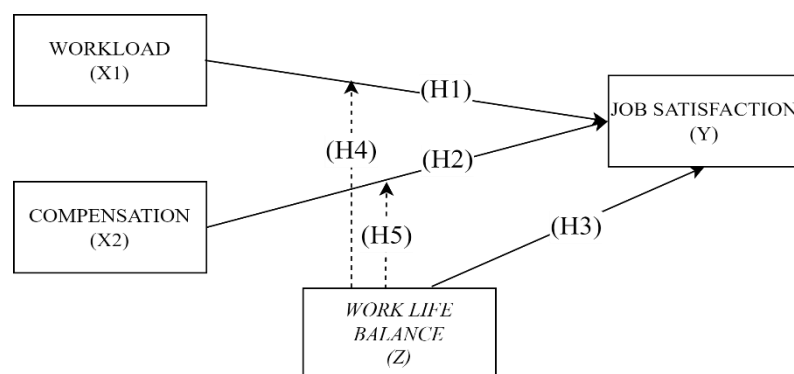 WORKLOAD
(X1)
(H1)
JOB SATISFACTION
(Y)
(H4)
(H2)
COMPENSATION
(X2)
(H5)
(H3)
WORK LIFE
BALANCE
(Z)